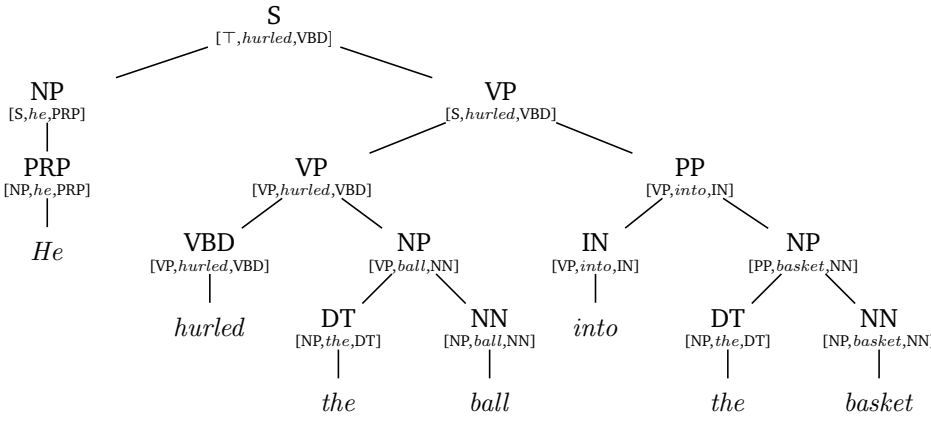 S
[⊤,hurled,VBD]
NP VP
[S,he,PRP] [S,hurled,VBD]
PRP VP PP
[NP,he,PRP] [VP,hurled,VBD] [VP,into,IN]
He VBD NP IN NP
[VP,hurled,VBD] [VP,ball,NN] [VP,into,IN] [PP,basket,NN]
hurled DT NN into DT NN
[NP,the,DT] [NP,ball,NN] [NP,the,DT] [NP,basket,NN]
the ball the basket